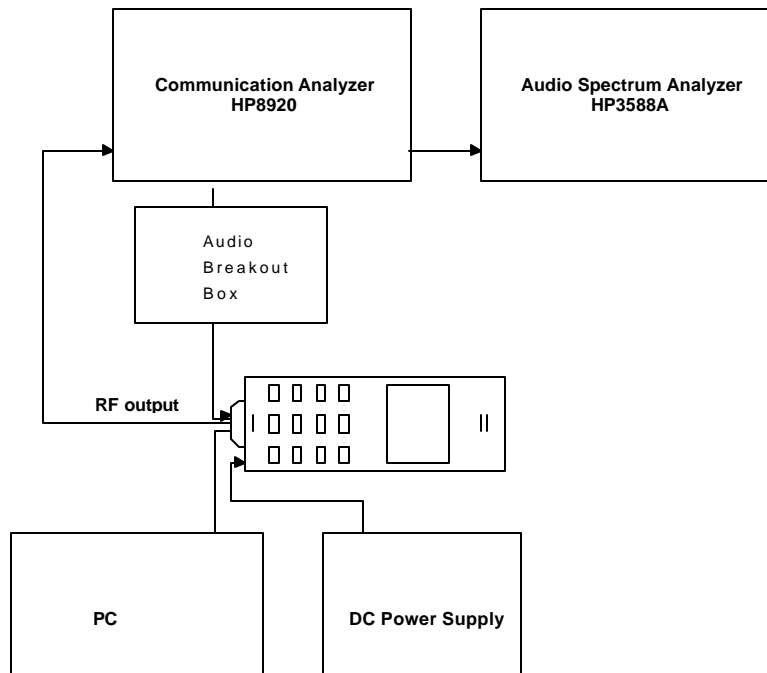 Communication Analyzer
HP8920
Audio Spectrum Analyzer
HP3588A
Audio
Breakout
Box
RF output
PC
DC Power Supply